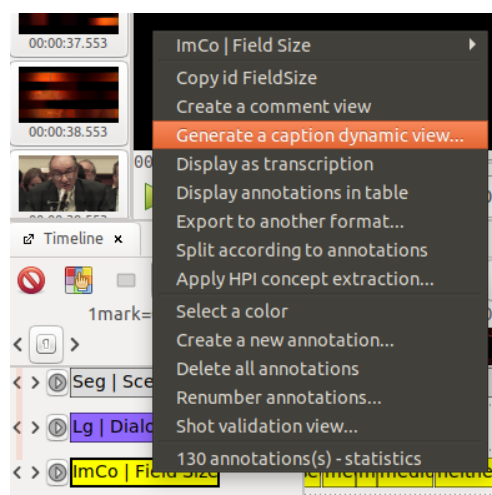 00:00:37.553
ImCo | Field Size
Copy id FieldSize
Create a comment view
00:00:38.553
Generate a caption dynamic view...
Display as transcription
00
Display annotations in table
Export to another format...
Timeline ×
Split according to annotations
Apply HPI concept extraction...
Select a color
1mark=
Create a new annotation...
Delete all annotations
Seg | Sce
Renumber annotations...
Lg | Dialo
Shot validation view...
130 annotations(s) - statistics
ImCo | Field Size